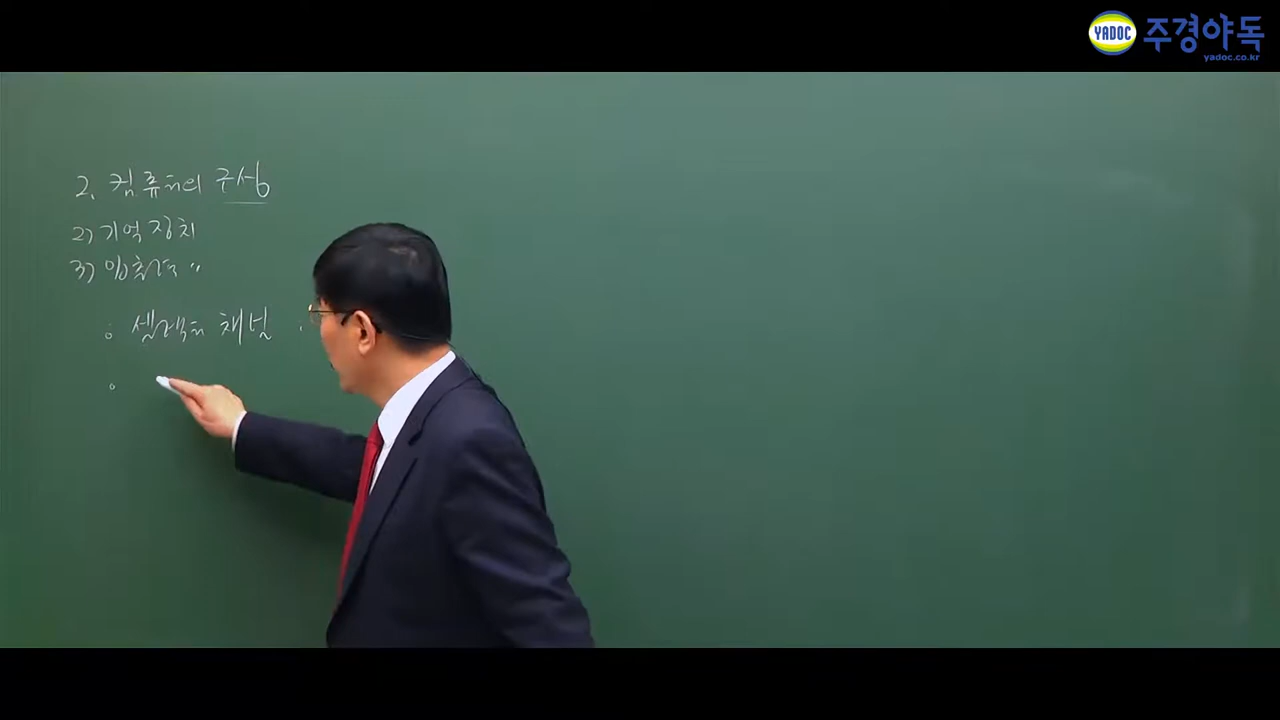 YADOC 주경야독
yadoc.co.kr
2. 컴퓨터의 구성
2) 기억장치
3) 입출력 〃
셀렉터 채널